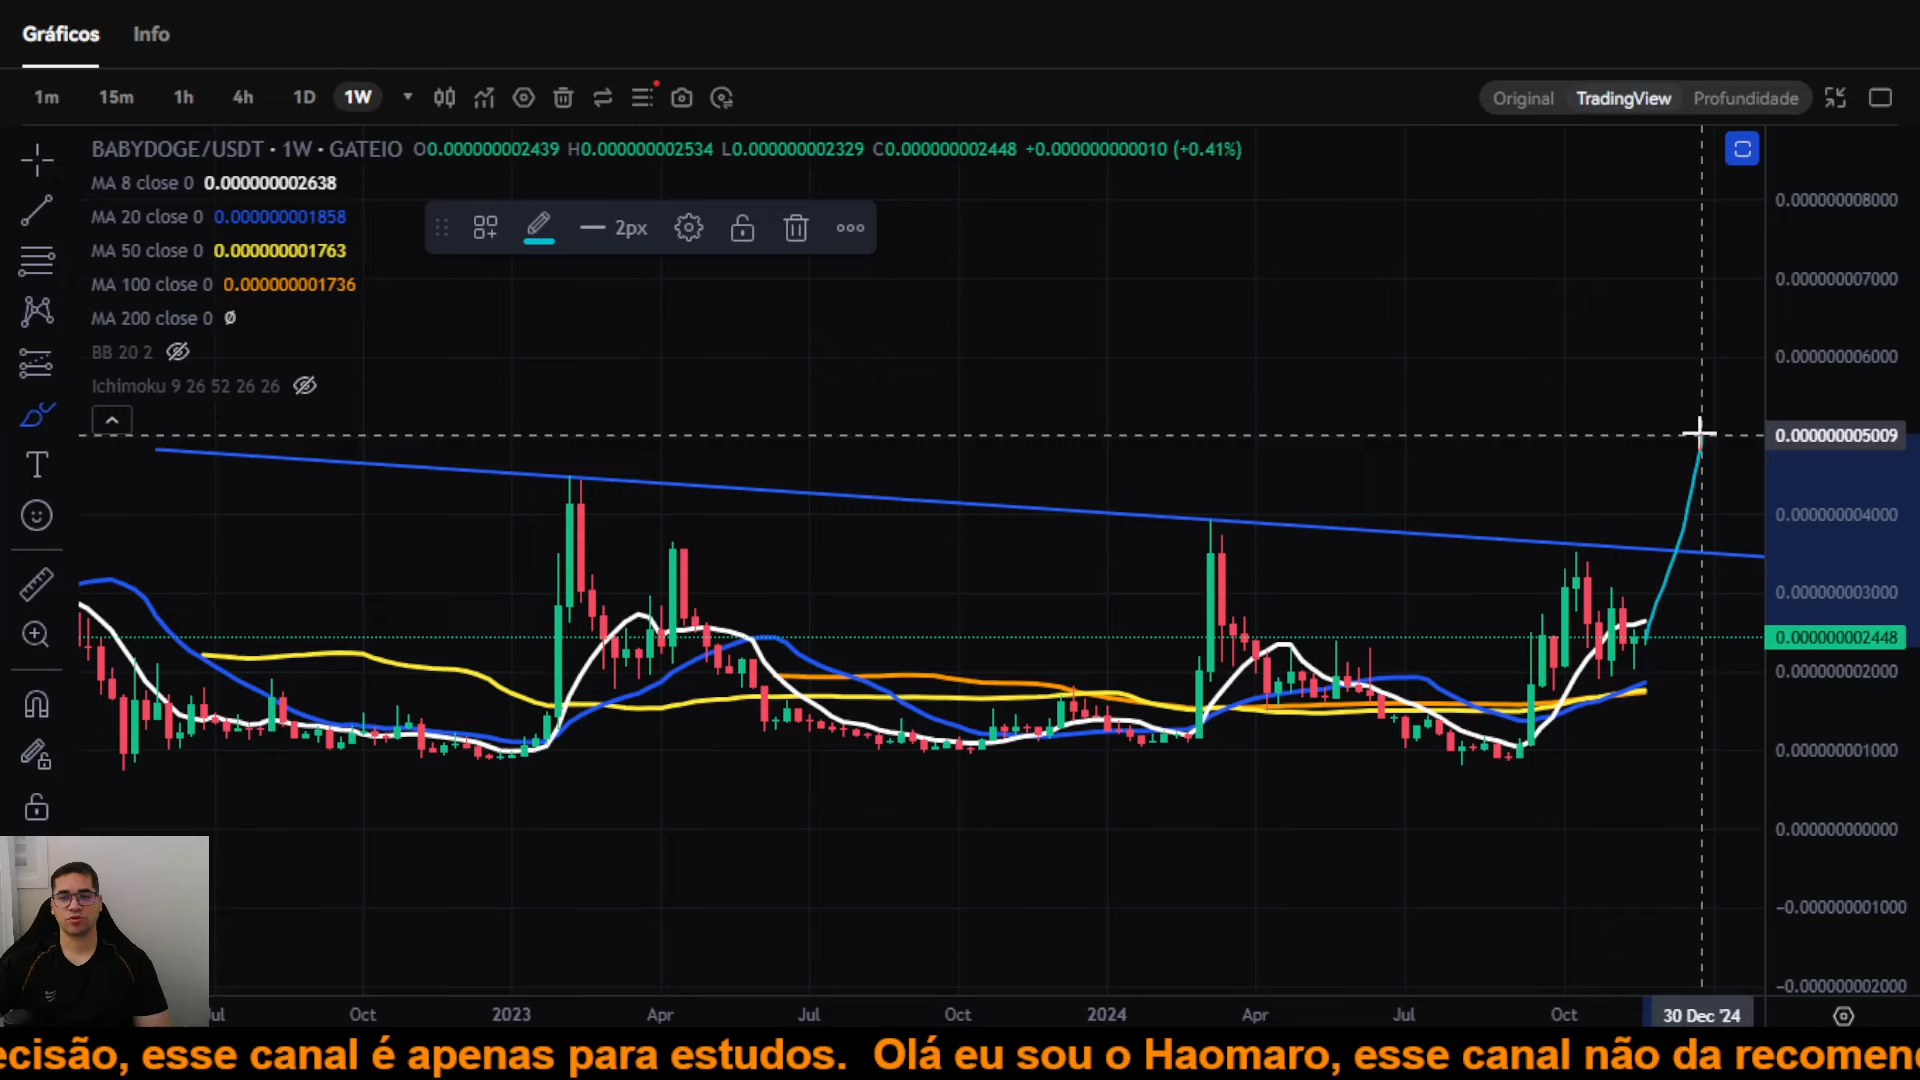 Gráficos Info
1m 15m 1h 4h 1D 1W Original TradingView Profundidade
BABYDOGE/USDT · 1W · GATEIO O0.000000002439 H0.000000002534 L0.000000002329 C0.000000002448 +0.000000000010 (+0.41%)
MA 8 close 0 0.000000002638
MA 20 close 0 0.000000001858
MA 50 close 0 0.000000001763
MA 100 close 0 0.000000001736
MA 200 close 0 Ø
BB 20 2
Ichimoku 9 26 52 26 26
2px
0.000000008000
0.000000007000
0.000000006000
0.000000005009
0.000000004000
0.000000003000
0.000000002448
0.000000002000
0.000000001000
0.000000000000
-0.000000001000
-0.000000002000
ul Oct 2023 Apr Jul Oct 2024 Apr Jul Oct 30 Dec '24
ecisão, esse canal é apenas para estudos. Olá eu sou o Haomaro, esse canal não da recomen